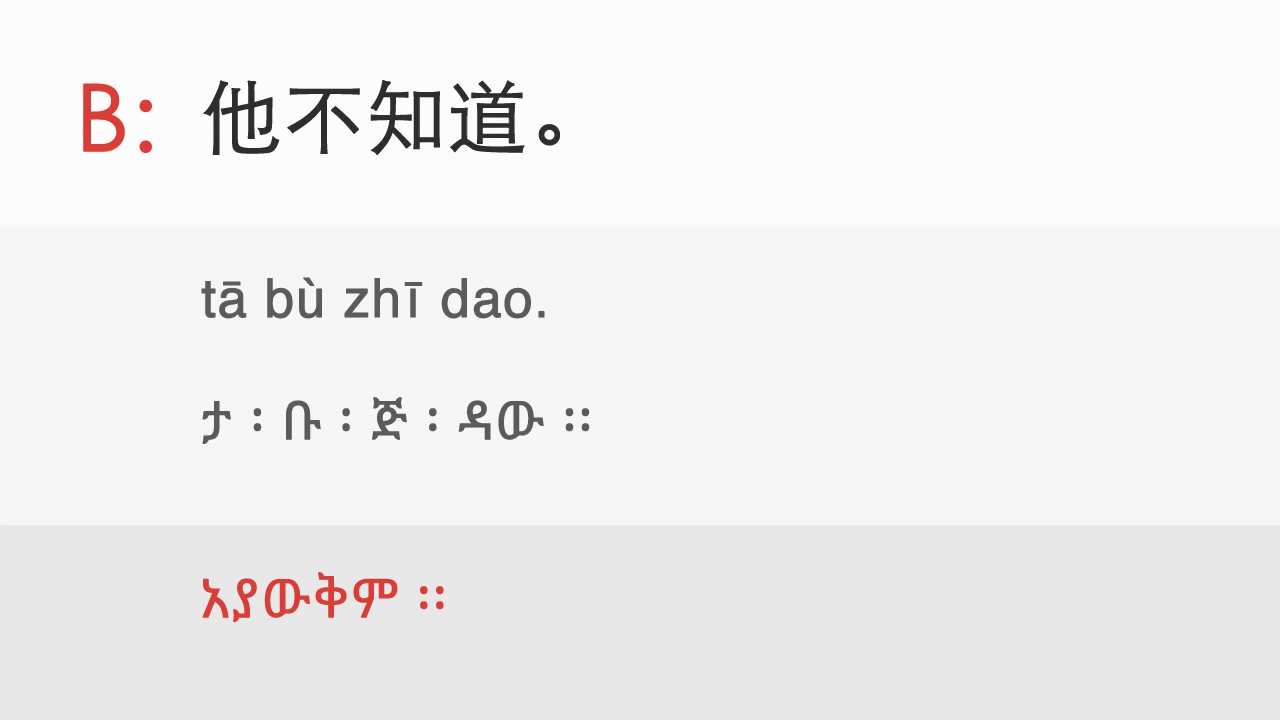 B: 他不知道。
tā bù zhī dao.
ታ ፡ ቡ ፡ ጅ ፡ ዳው ፡፡
አያውቅም ፡፡